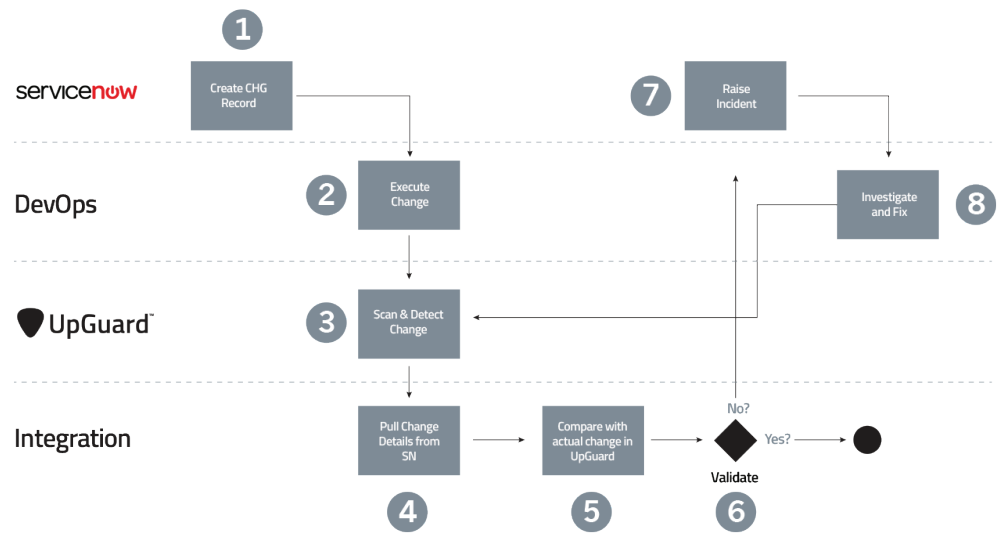 1
servicenow
Create CHG
Record
7
Raise
Incident
DevOps
2
Execute
Change
Investigate
and Fix
8
UpGuard™
3
Scan & Detect
Change
Integration
Pull Change
Details from
SN
Compare with
actual change in
UpGuard
No?
Yes?
Validate
4
5
6